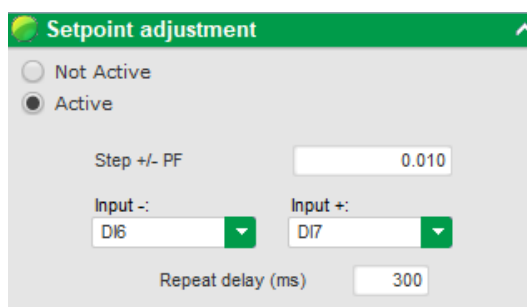 Setpoint adjustment
Not Active
Active
Step +/- PF 0.010
Input -: Input +:
DI6 DI7
Repeat delay (ms) 300